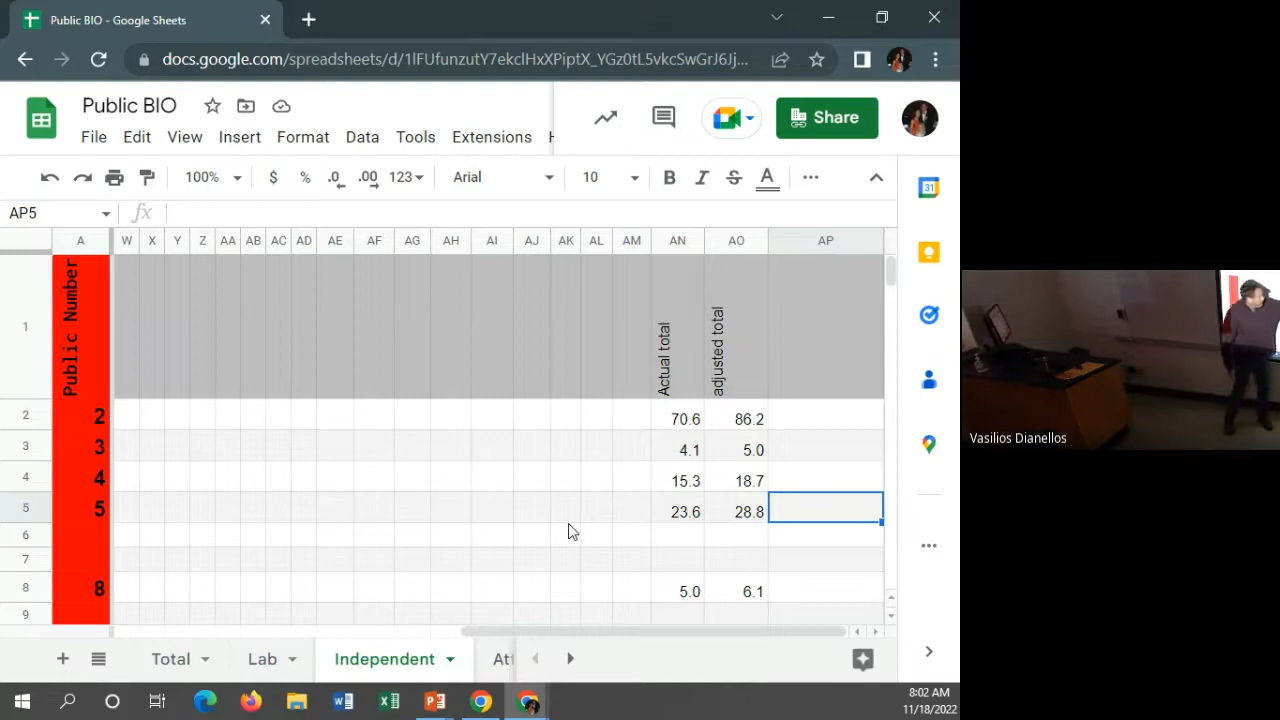 Public BIO - Google Sheets
docs.google.com/spreadsheets/d/1lFUfunzutY7ekclHxXPiptX_YGz0tL5vkcSwGrJ6Jj...
Public BIO
Share
File Edit View Insert Format Data Tools Extensions
100% $ % .0 .00 123 Arial 10 B I S A ...
AP5 fx
A W X Y Z AA AB AC AD AE AF AG AH AI AJ AK AL AM AN AO AP
1 Public Number Actual total adjusted total
2 2 70.6 86.2
3 3 4.1 5.0
4 4 15.3 18.7
5 5 23.6 28.8
6
7
8 8 5.0 6.1
9
Total Lab Independent
8:02 AM
11/18/2022
31
Vasilios Dianellos